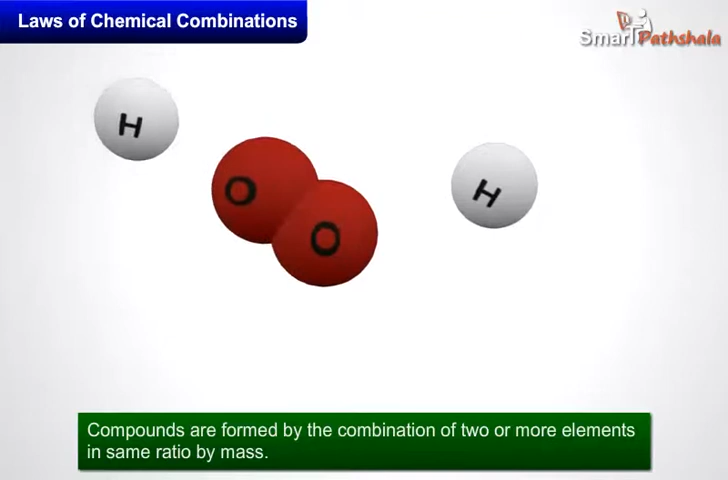 Laws of Chemical Combinations
SmartPathshala
H
O
O
H
Compounds are formed by the combination of two or more elements
in same ratio by mass.